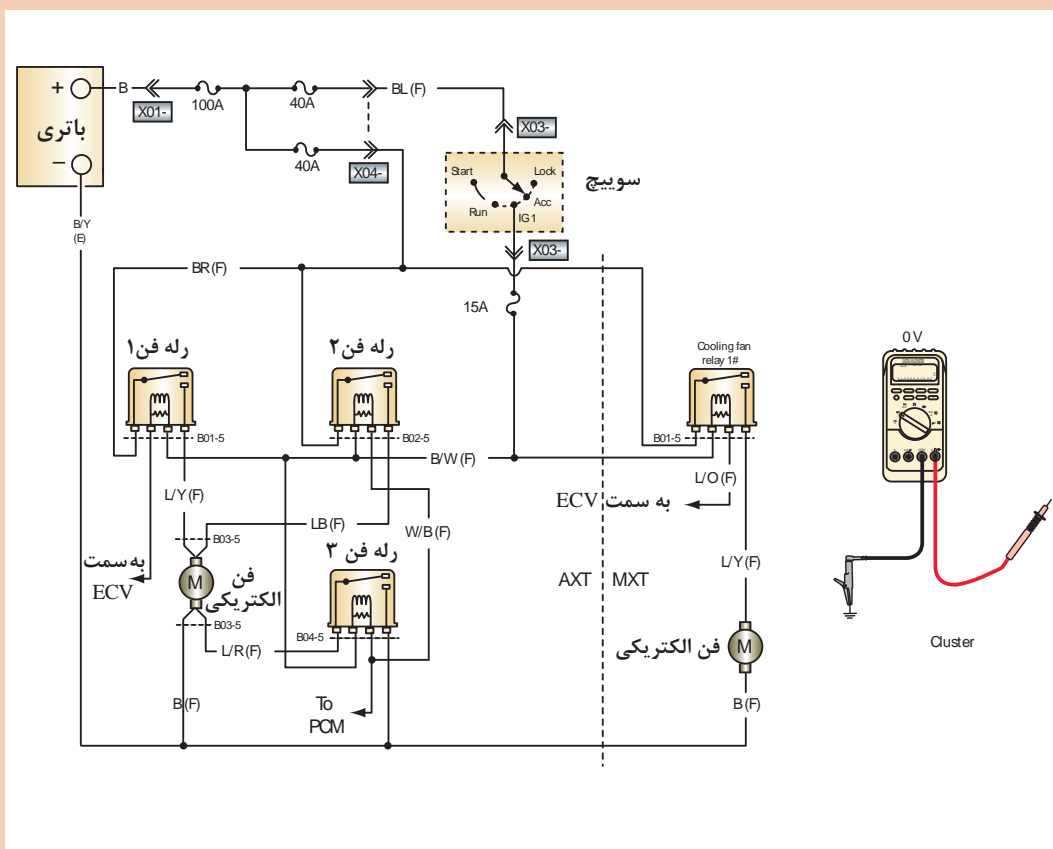 +
B
X01-
100A
40A
BL (F)
باتری
−
40A
X04-
X03-
سوییچ
Start
Lock
Run
Acc
IG 1
X03-
B/Y
(E)
BR (F)
15A
رله فن۱
رله فن۲
Cooling fan
relay 1#
0 V
B01-5
B02-5
B01-5
B/W (F)
L/Y (F)
LB (F)
W/B (F)
L/O (F)
به سمت ECV
B03-5
رله فن ۳
به سمت
ECV
M
فن
الکتریکی
AXT
MXT
L/Y (F)
B03-5
B04-5
L/R (F)
فن الکتریکی
M
Cluster
B (F)
To
PCM
B (F)